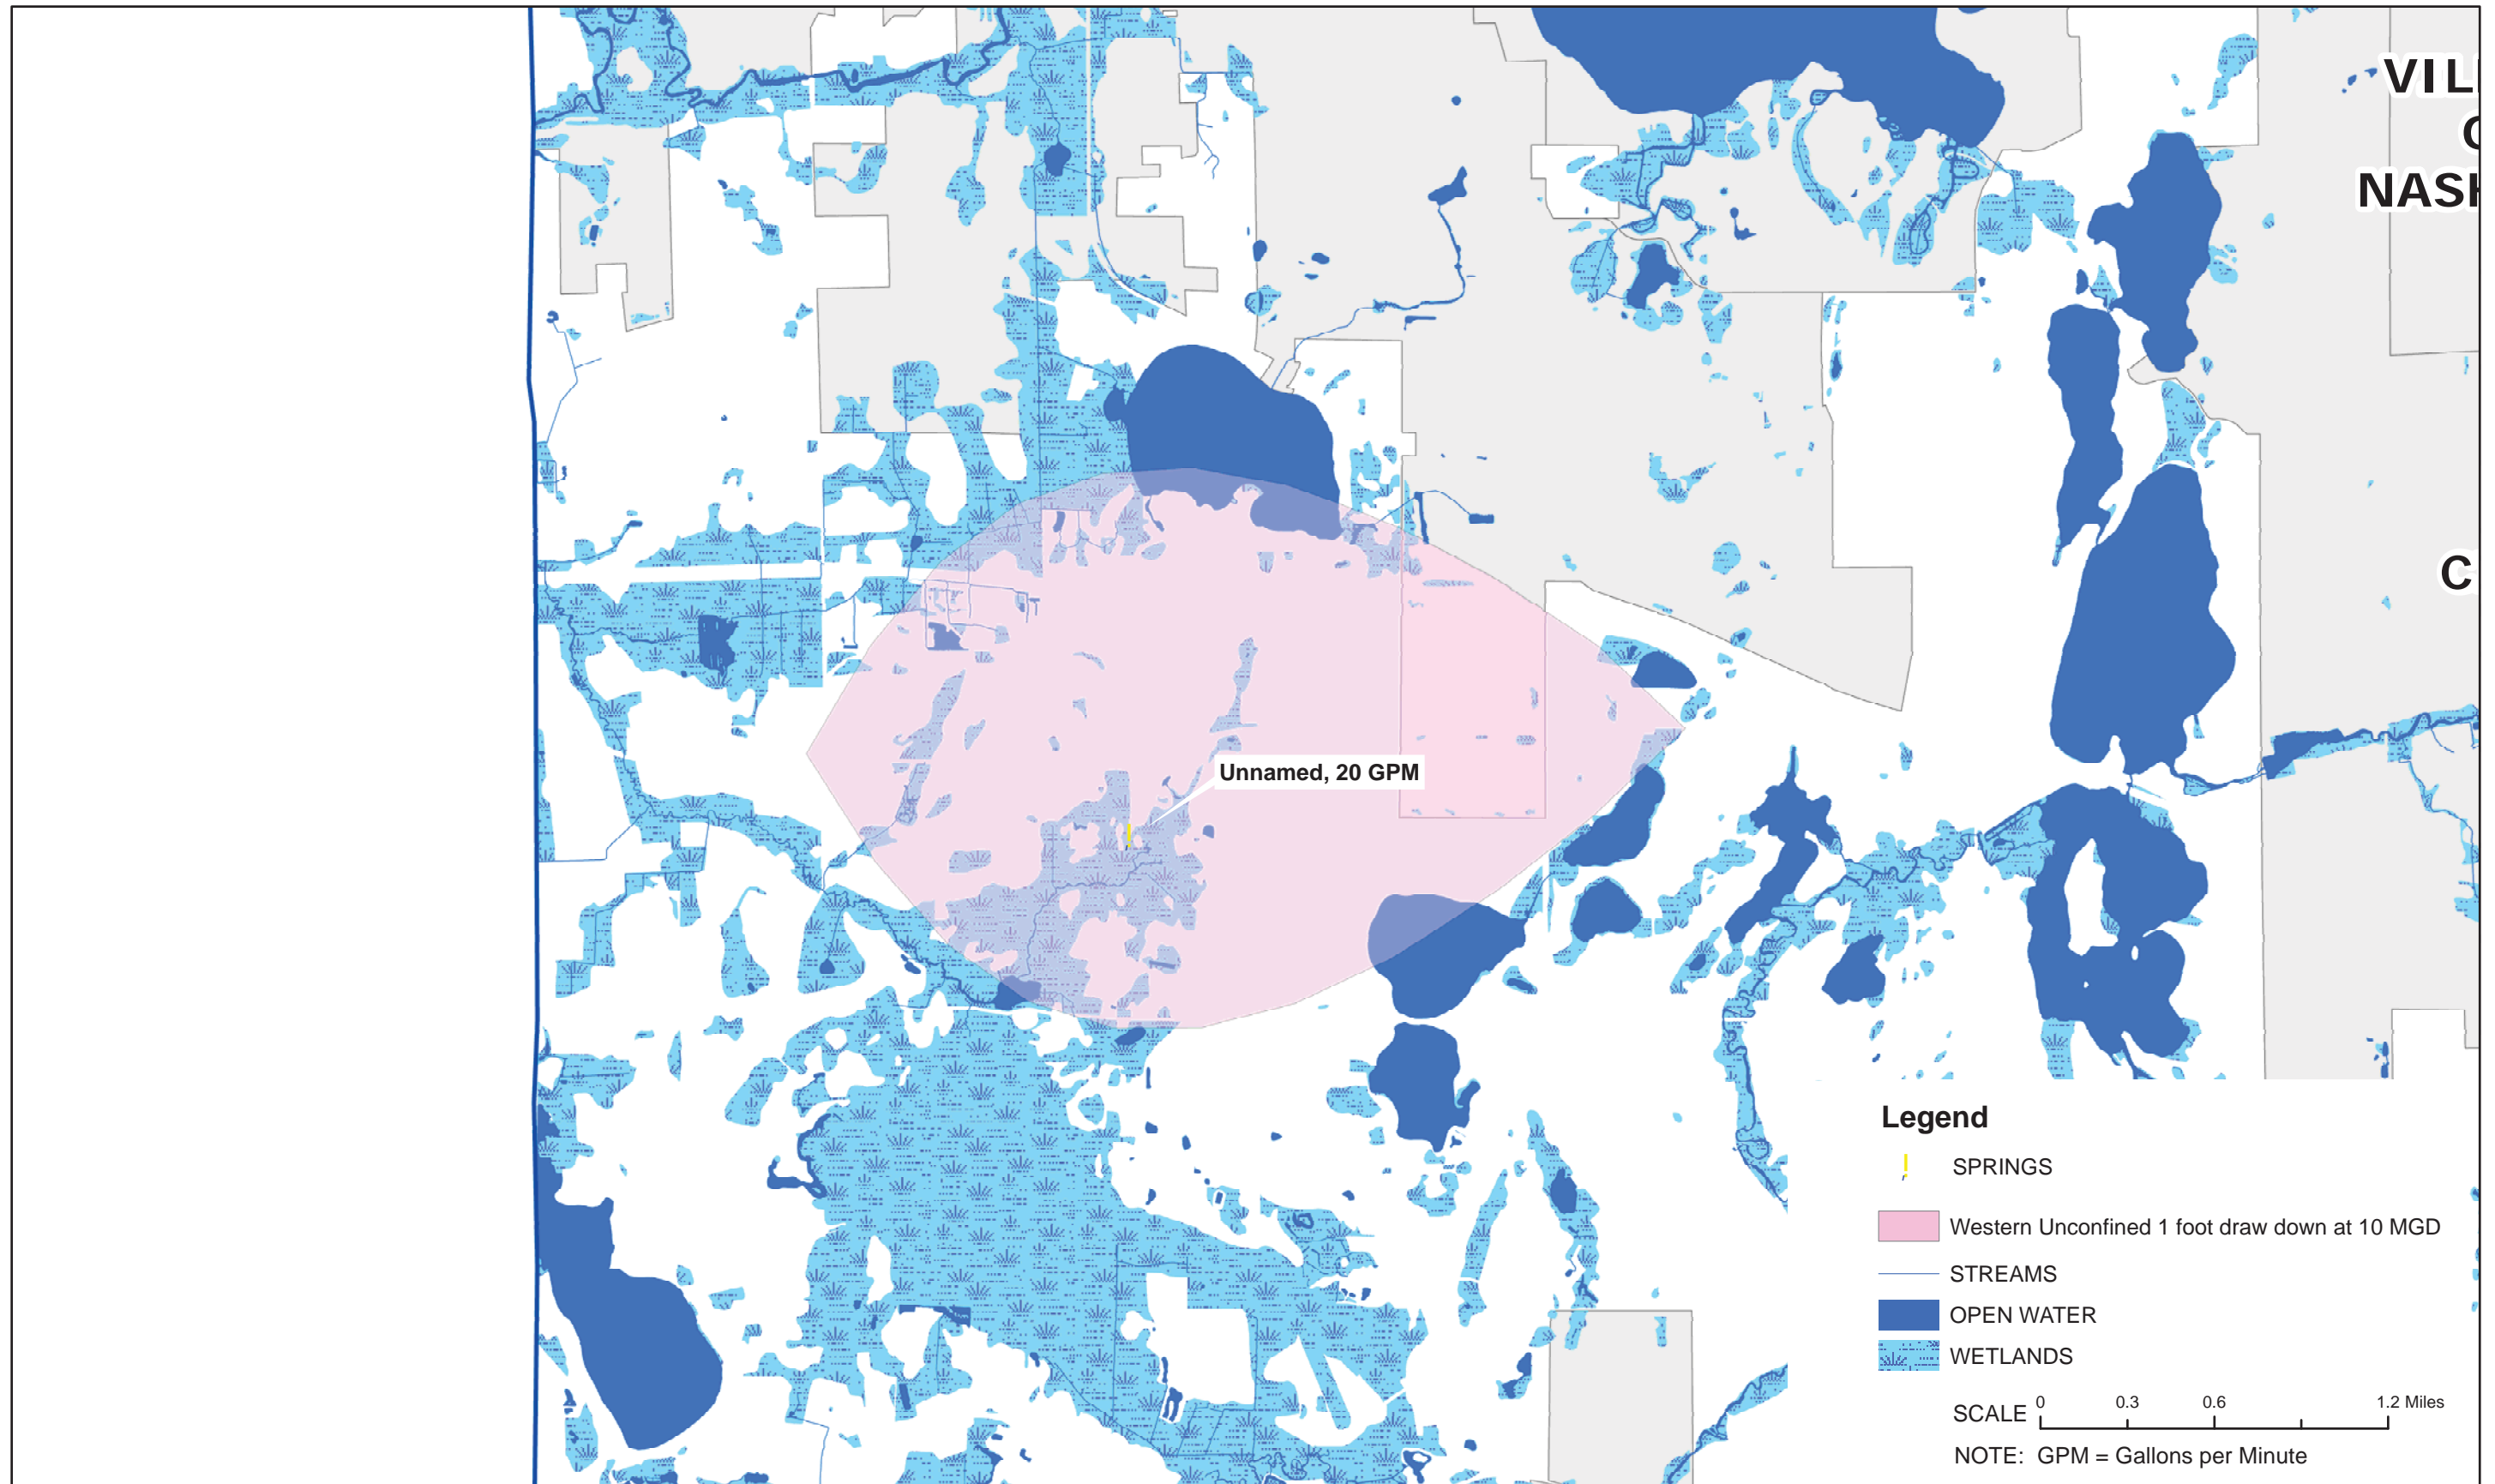 VIL
NASH
C
Unnamed, 20 GPM
Legend
SPRINGS
Western Unconfined 1 foot draw down at 10 MGD
STREAMS
OPEN WATER
WETLANDS
SCALE 0 0.3 0.6 1.2 Miles
NOTE: GPM = Gallons per Minute